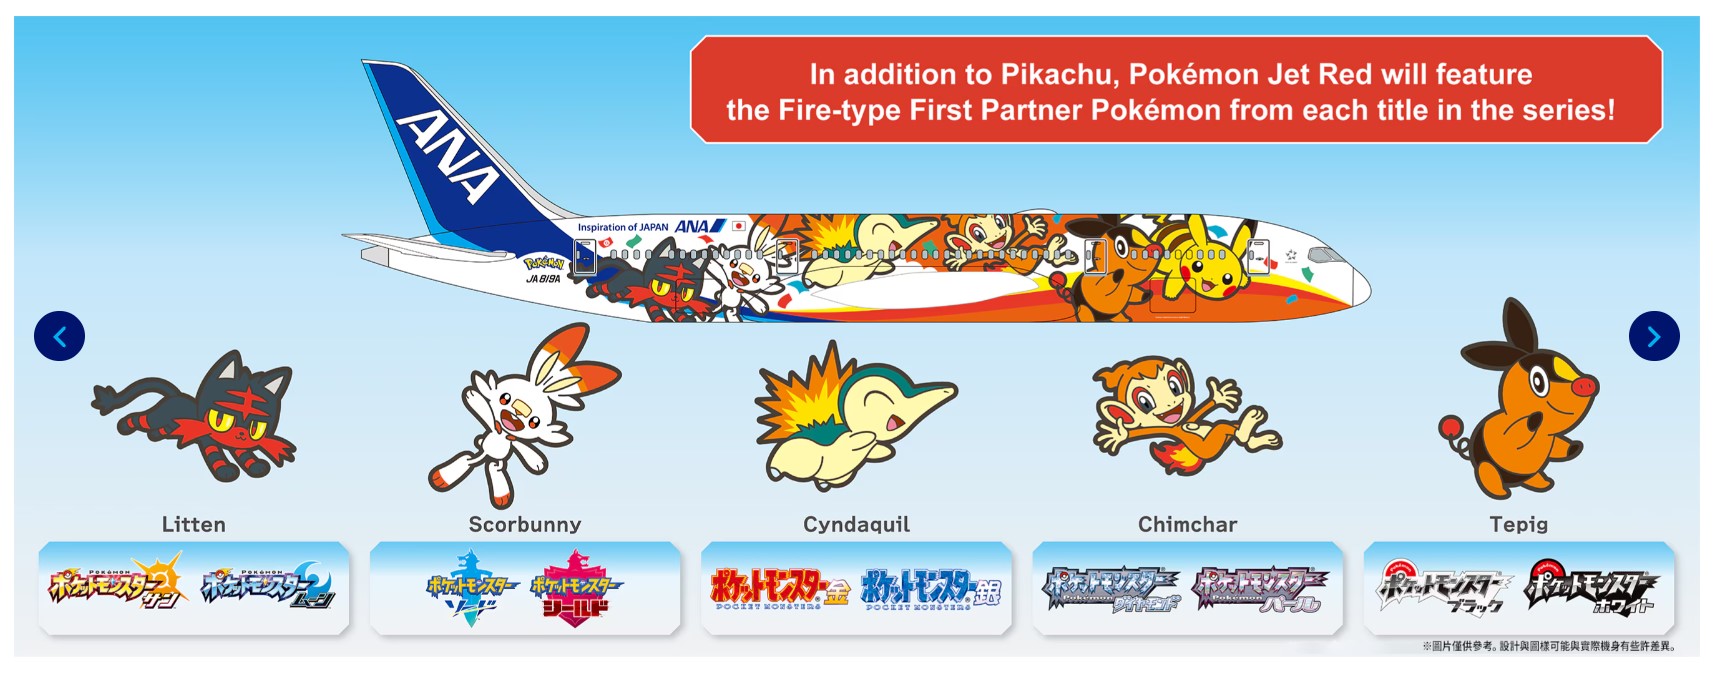 In addition to Pikachu, Pokémon Jet Red will feature
the Fire-type First Partner Pokémon from each title in the series!
ANA
Inspiration of JAPAN ANA
POKÉMON
JA819A
Litten
Scorbunny
Cyndaquil
Chimchar
Tepig
POKÉMON
ポケットモンスター
サン
POKÉMON
ポケットモンスター
ムーン
ポケットモンスター
ソード
ポケットモンスター
シールド
ポケットモンスター金
POCKET MONSTERS
ポケットモンスター銀
POCKET MONSTERS
ポケットモンスター
Pokémon
ダイヤモンド
ポケットモンスター
Pokémon
パール
ポケットモンスター
ブラック
ポケットモンスター
ホワイト
※圖片僅供參考。設計與圖樣可能與實際機身有些許差異。